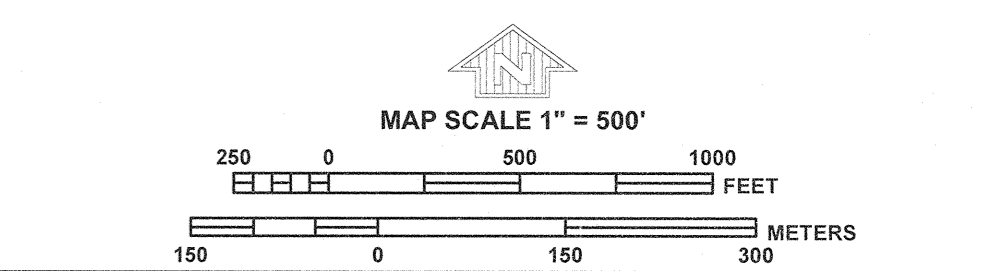 N
MAP SCALE 1" = 500'
250 0 500 1000
FEET
METERS
150 0 150 300